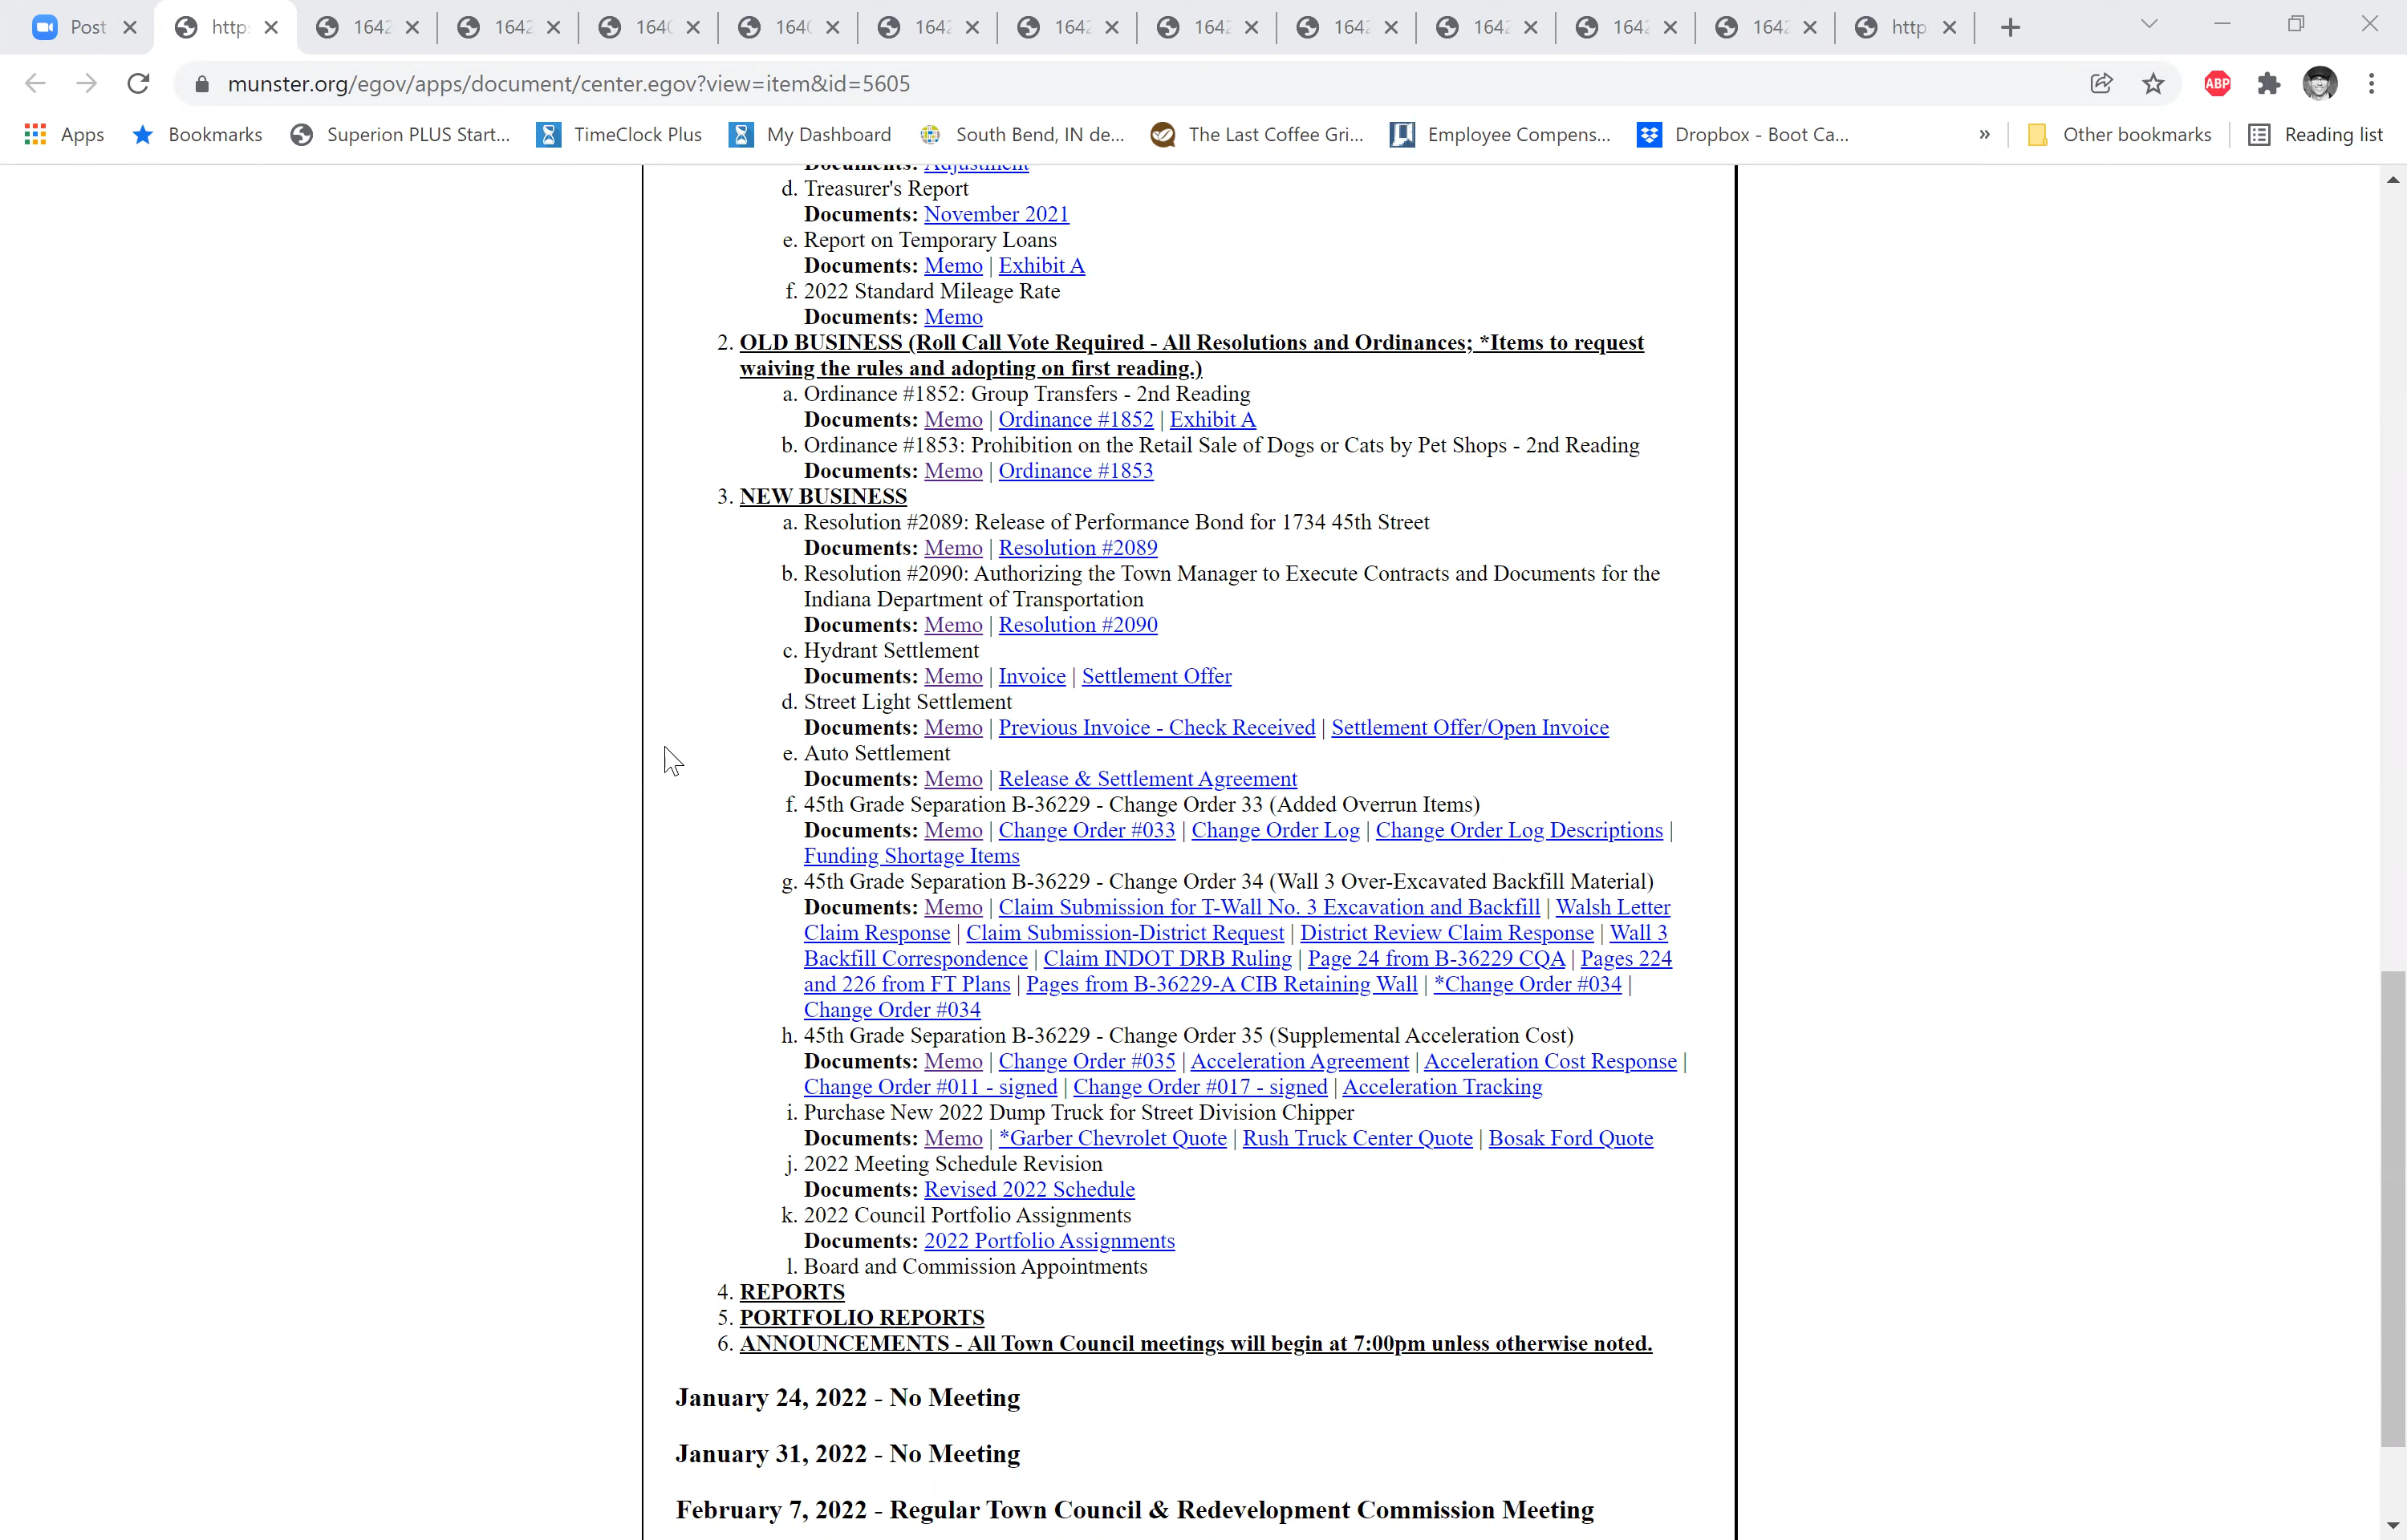 Post
http
1642
1642
1640
1640
1642
1642
1642
1642
1642
1642
1642
http
munster.org/egov/apps/document/center.egov?view=item&id=5605
ABP
Apps
Bookmarks
Superion PLUS Start...
TimeClock Plus
My Dashboard
South Bend, IN de...
The Last Coffee Gri...
Employee Compens...
Dropbox - Boot Ca...
»
Other bookmarks
Reading list
Documents: Adjustment
d. Treasurer's Report
Documents: November 2021
e. Report on Temporary Loans
Documents: Memo | Exhibit A
f. 2022 Standard Mileage Rate
Documents: Memo
2. OLD BUSINESS (Roll Call Vote Required - All Resolutions and Ordinances; *Items to request
waiving the rules and adopting on first reading.)
a. Ordinance #1852: Group Transfers - 2nd Reading
Documents: Memo | Ordinance #1852 | Exhibit A
b. Ordinance #1853: Prohibition on the Retail Sale of Dogs or Cats by Pet Shops - 2nd Reading
Documents: Memo | Ordinance #1853
3. NEW BUSINESS
a. Resolution #2089: Release of Performance Bond for 1734 45th Street
Documents: Memo | Resolution #2089
b. Resolution #2090: Authorizing the Town Manager to Execute Contracts and Documents for the
Indiana Department of Transportation
Documents: Memo | Resolution #2090
c. Hydrant Settlement
Documents: Memo | Invoice | Settlement Offer
d. Street Light Settlement
Documents: Memo | Previous Invoice - Check Received | Settlement Offer/Open Invoice
e. Auto Settlement
Documents: Memo | Release & Settlement Agreement
f. 45th Grade Separation B-36229 - Change Order 33 (Added Overrun Items)
Documents: Memo | Change Order #033 | Change Order Log | Change Order Log Descriptions |
Funding Shortage Items
g. 45th Grade Separation B-36229 - Change Order 34 (Wall 3 Over-Excavated Backfill Material)
Documents: Memo | Claim Submission for T-Wall No. 3 Excavation and Backfill | Walsh Letter
Claim Response | Claim Submission-District Request | District Review Claim Response | Wall 3
Backfill Correspondence | Claim INDOT DRB Ruling | Page 24 from B-36229 CQA | Pages 224
and 226 from FT Plans | Pages from B-36229-A CIB Retaining Wall | *Change Order #034 |
Change Order #034
h. 45th Grade Separation B-36229 - Change Order 35 (Supplemental Acceleration Cost)
Documents: Memo | Change Order #035 | Acceleration Agreement | Acceleration Cost Response |
Change Order #011 - signed | Change Order #017 - signed | Acceleration Tracking
i. Purchase New 2022 Dump Truck for Street Division Chipper
Documents: Memo | *Garber Chevrolet Quote | Rush Truck Center Quote | Bosak Ford Quote
j. 2022 Meeting Schedule Revision
Documents: Revised 2022 Schedule
k. 2022 Council Portfolio Assignments
Documents: 2022 Portfolio Assignments
l. Board and Commission Appointments
4. REPORTS
5. PORTFOLIO REPORTS
6. ANNOUNCEMENTS - All Town Council meetings will begin at 7:00pm unless otherwise noted.
January 24, 2022 - No Meeting
January 31, 2022 - No Meeting
February 7, 2022 - Regular Town Council & Redevelopment Commission Meeting